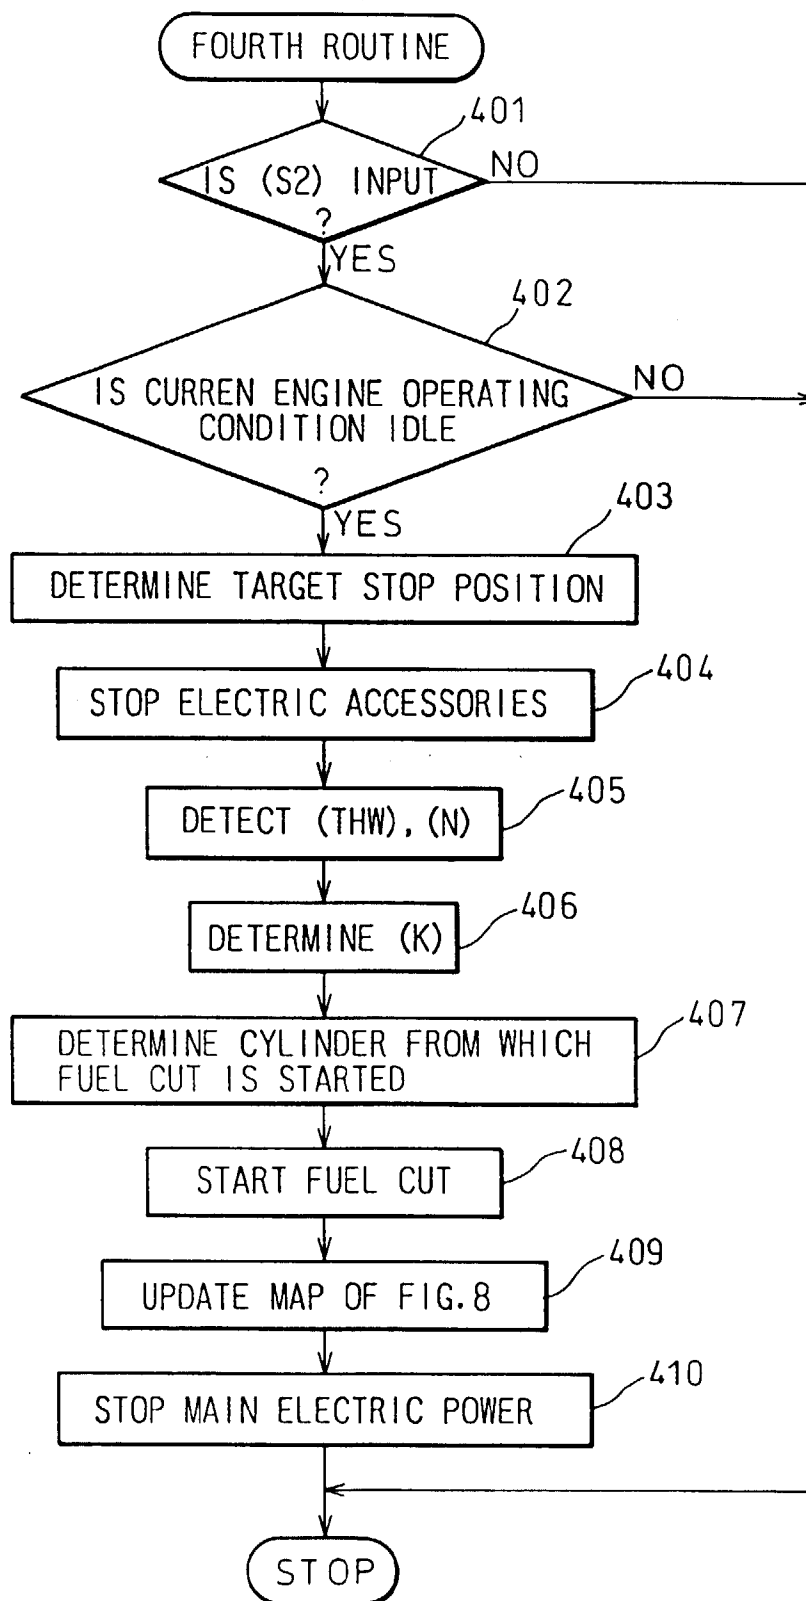 FOURTH ROUTINE
401
IS (S2) INPUT
?
NO
YES
402
IS CURREN ENGINE OPERATING
CONDITION IDLE
?
NO
YES
403
DETERMINE TARGET STOP POSITION
404
STOP ELECTRIC ACCESSORIES
405
DETECT (THW), (N)
406
DETERMINE (K)
407
DETERMINE CYLINDER FROM WHICH
FUEL CUT IS STARTED
408
START FUEL CUT
409
UPDATE MAP OF FIG.8
410
STOP MAIN ELECTRIC POWER
STOP